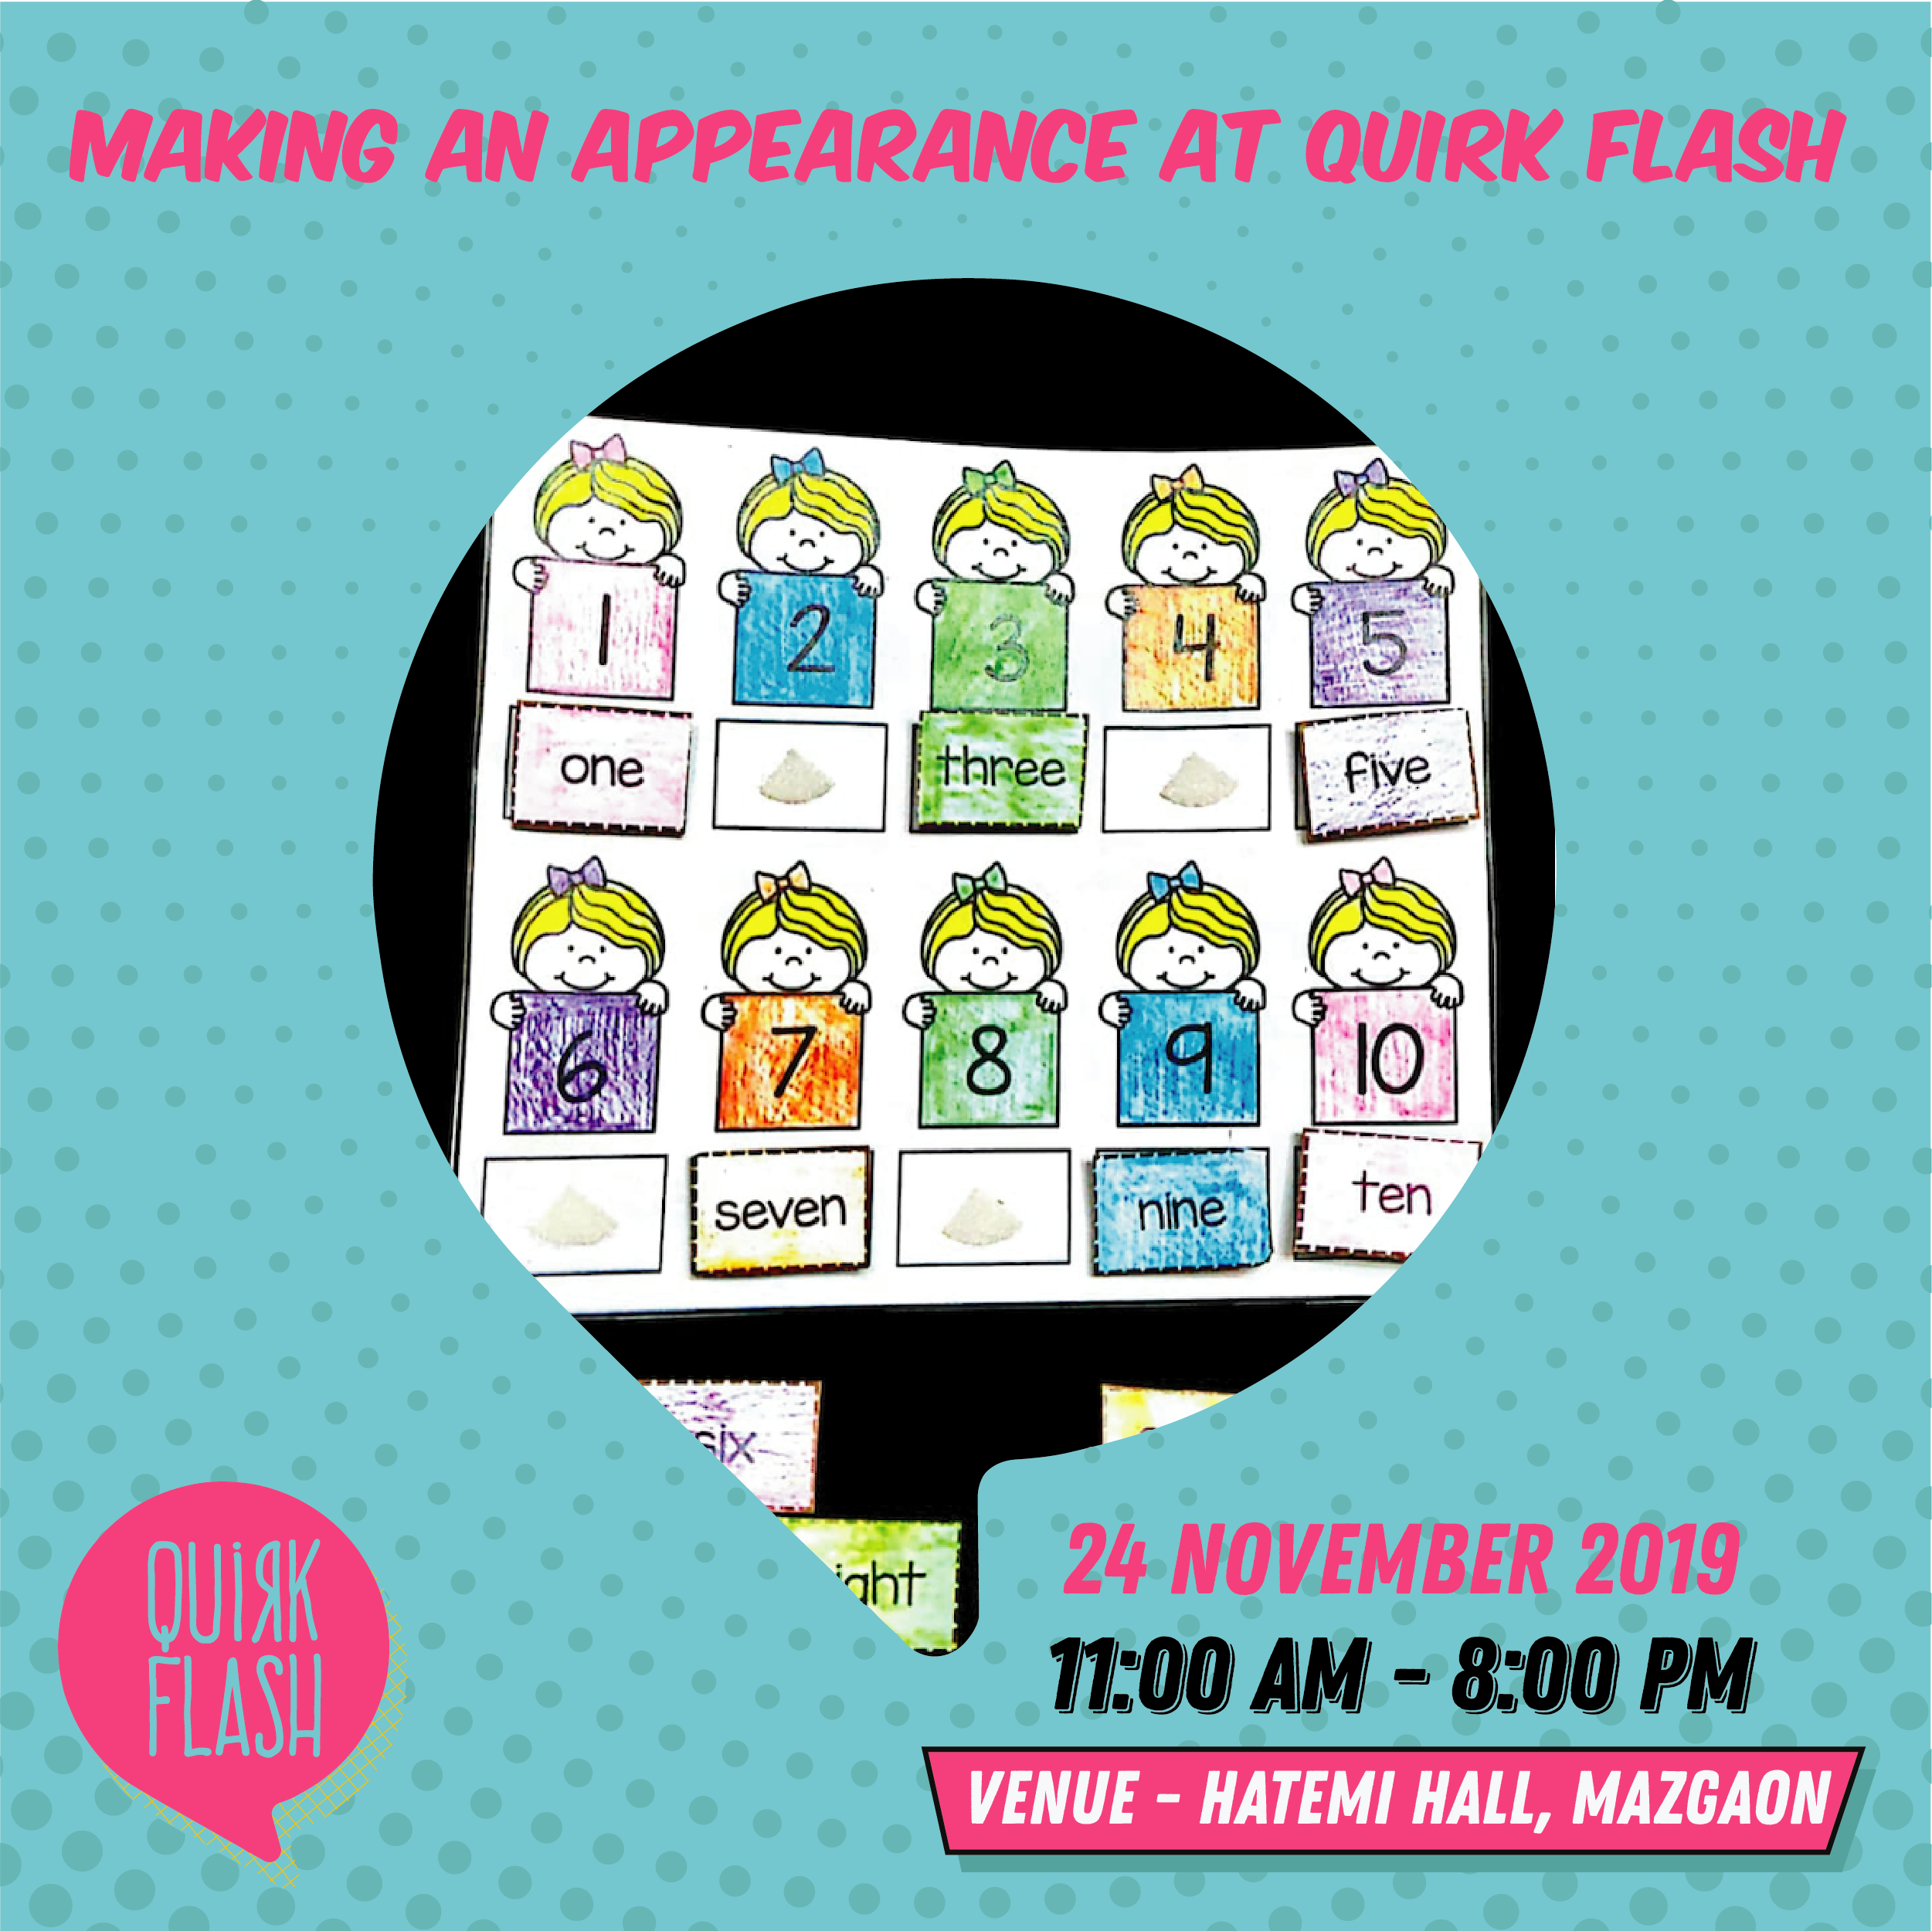 MAKING AN APPEARANCE AT QUIRK FLASH
1 2 3 4 5
one three five
6 7 8 9 10
seven nine ten
six
QUIRK
FLASH
24 NOVEMBER 2019
11:00 AM - 8:00 PM
VENUE - HATEMI HALL, MAZGAON